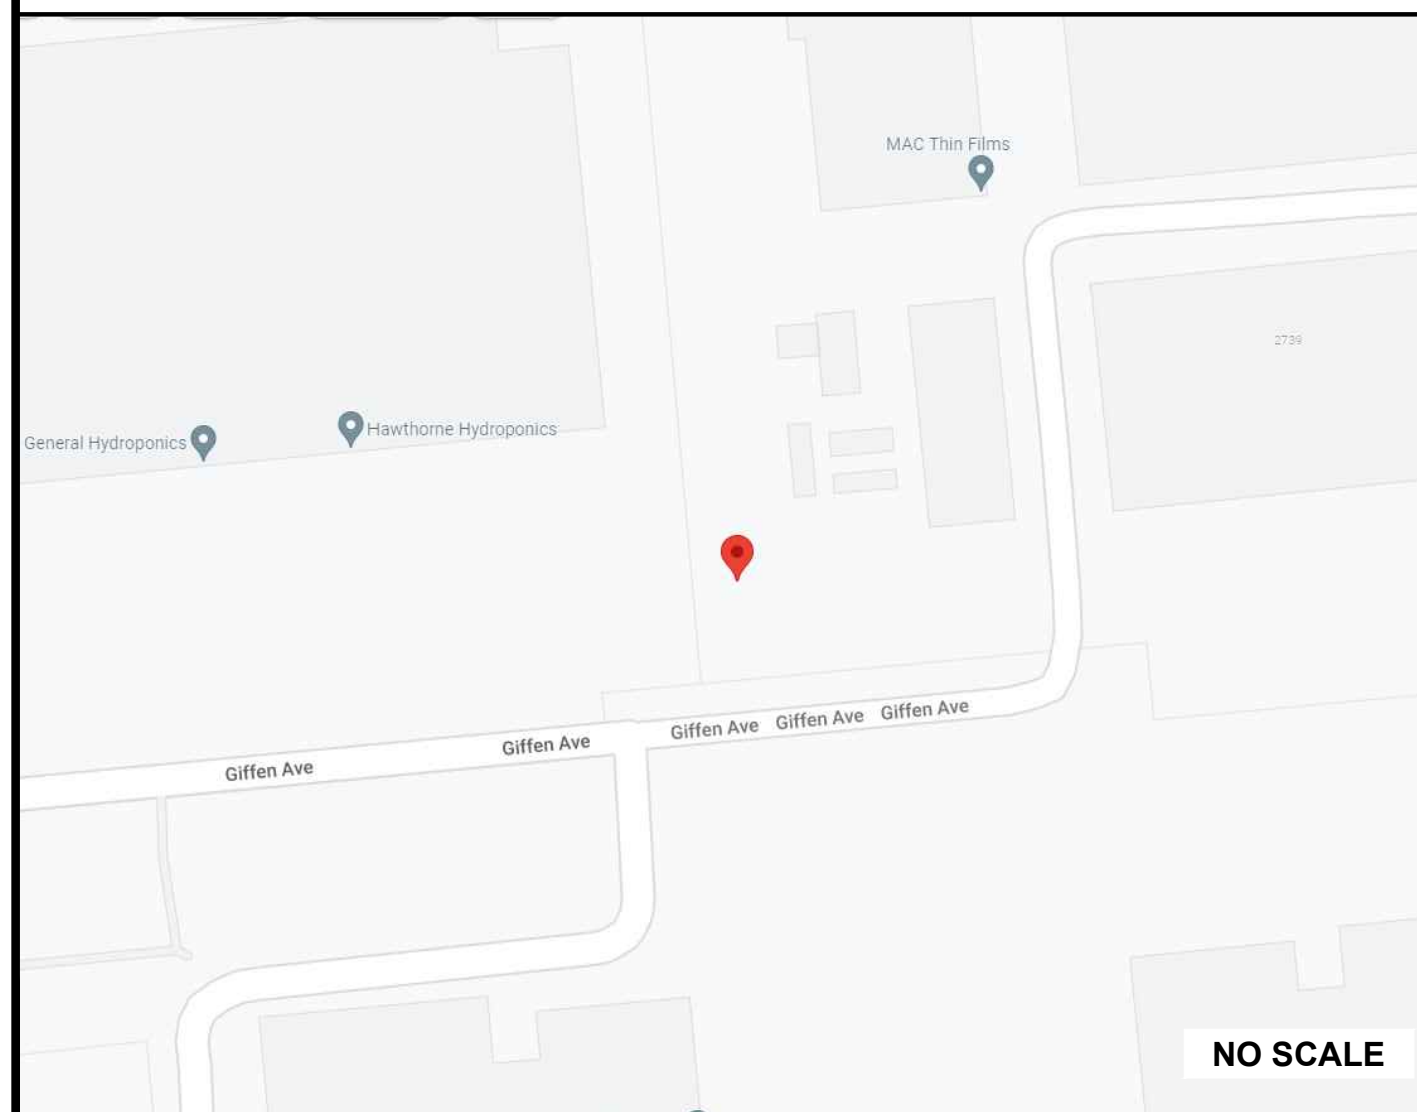 MAC Thin Films
2739
General Hydroponics
Hawthorne Hydroponics
Giffen Ave Giffen Ave Giffen Ave
Giffen Ave
Giffen Ave
NO SCALE